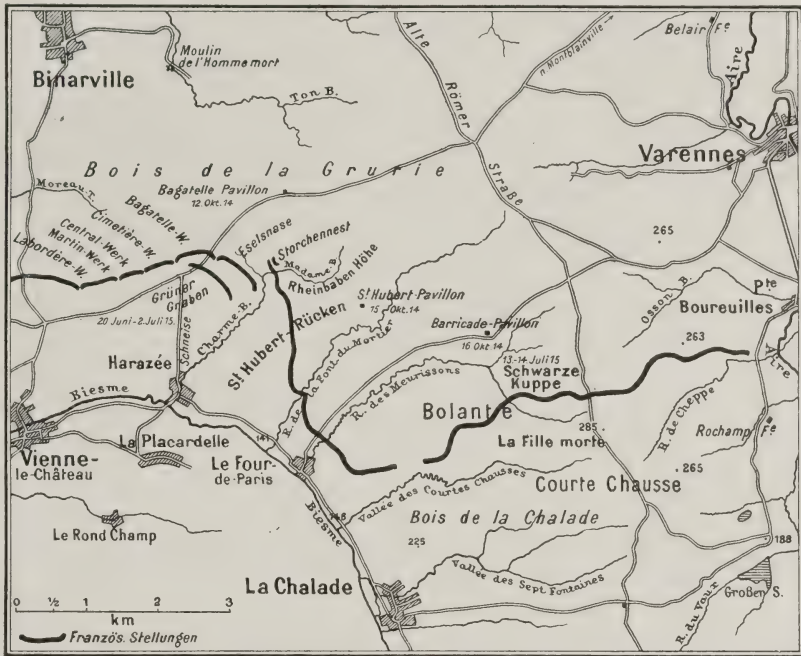 Binarville
Moulin
de l'Hommemort
Ton B.
Alte
Römer
Straße
n. Montblainville
Belair Fe
Aire
Varennes
Bois de la Grurie
Moreau-T.
Bagatelle Pavillon
12. Okt. 14
Bagatelle-W.
Cimetière-W.
Central-Werk
Martin-Werk
Labordère-W.
Eselsnase
Storchennest
Madame-B.
Rheinbaben Höhe
265
Osson B.
Pte
Boureuilles
Grüner
Graben
20. Juni-2. Juli 15.
Schneise
Charme-B.
St Hubert-Rücken
St Hubert-Pavillon
15 Okt. 14
R. de la Font du Mortier
Barricade-Pavillon
16 Okt. 14
13.-14. Juli 15
Schwarze
Kuppe
263
Aire
Harazée
Biesme
R. des Meurissons
Bolante
La Fille morte
285
R. de Cheppe
Rochamp Fe
Vienne-
le-Château
La Placardelle
141
Le Four-
de-Paris
Courte Chausse
265
Vallée des Courtes Chausses
Le Rond Champ
Biesme
148
Bois de la Chalade
225
188
La Chalade
Vallée des Sept Fontaines
Großer S.
R. du Vaux
0 ½ 1 2 3
km
Französ. Stellungen